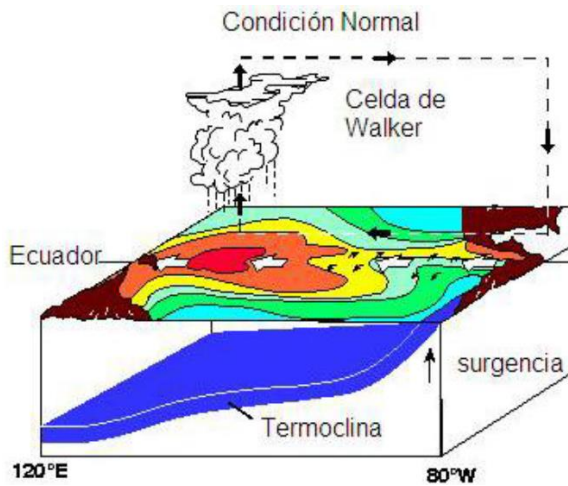 Condición Normal
Celda de
Walker
Ecuador
surgencia
Termoclina
120°E
80°W